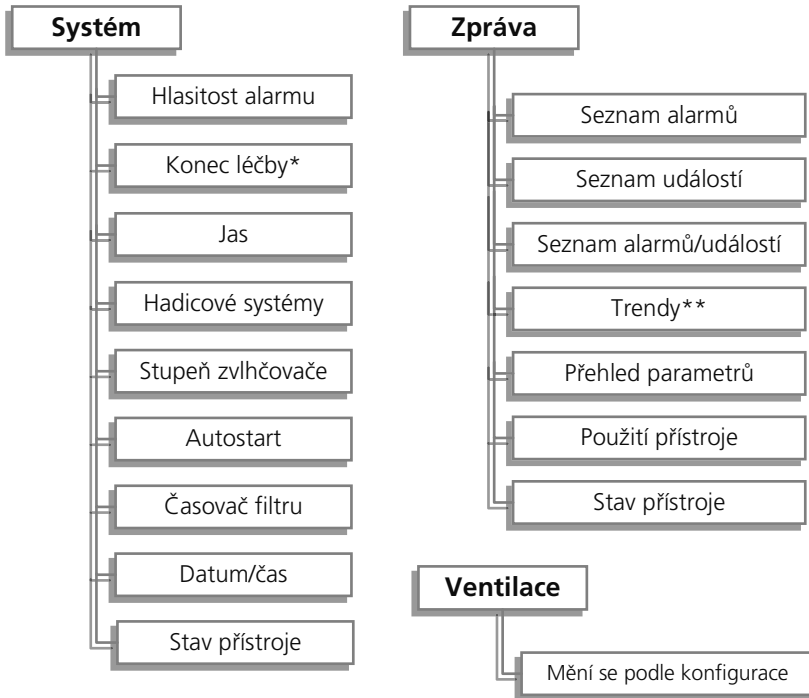 Systém
Hlasitost alarmu
Konec léčby*
Jas
Hadicové systémy
Stupeň zvlhčovače
Autostart
Časovač filtru
Datum/čas
Stav přístroje
Zpráva
Seznam alarmů
Seznam událostí
Seznam alarmů/událostí
Trendy**
Přehled parametrů
Použití přístroje
Stav přístroje
Ventilace
Mění se podle konfigurace